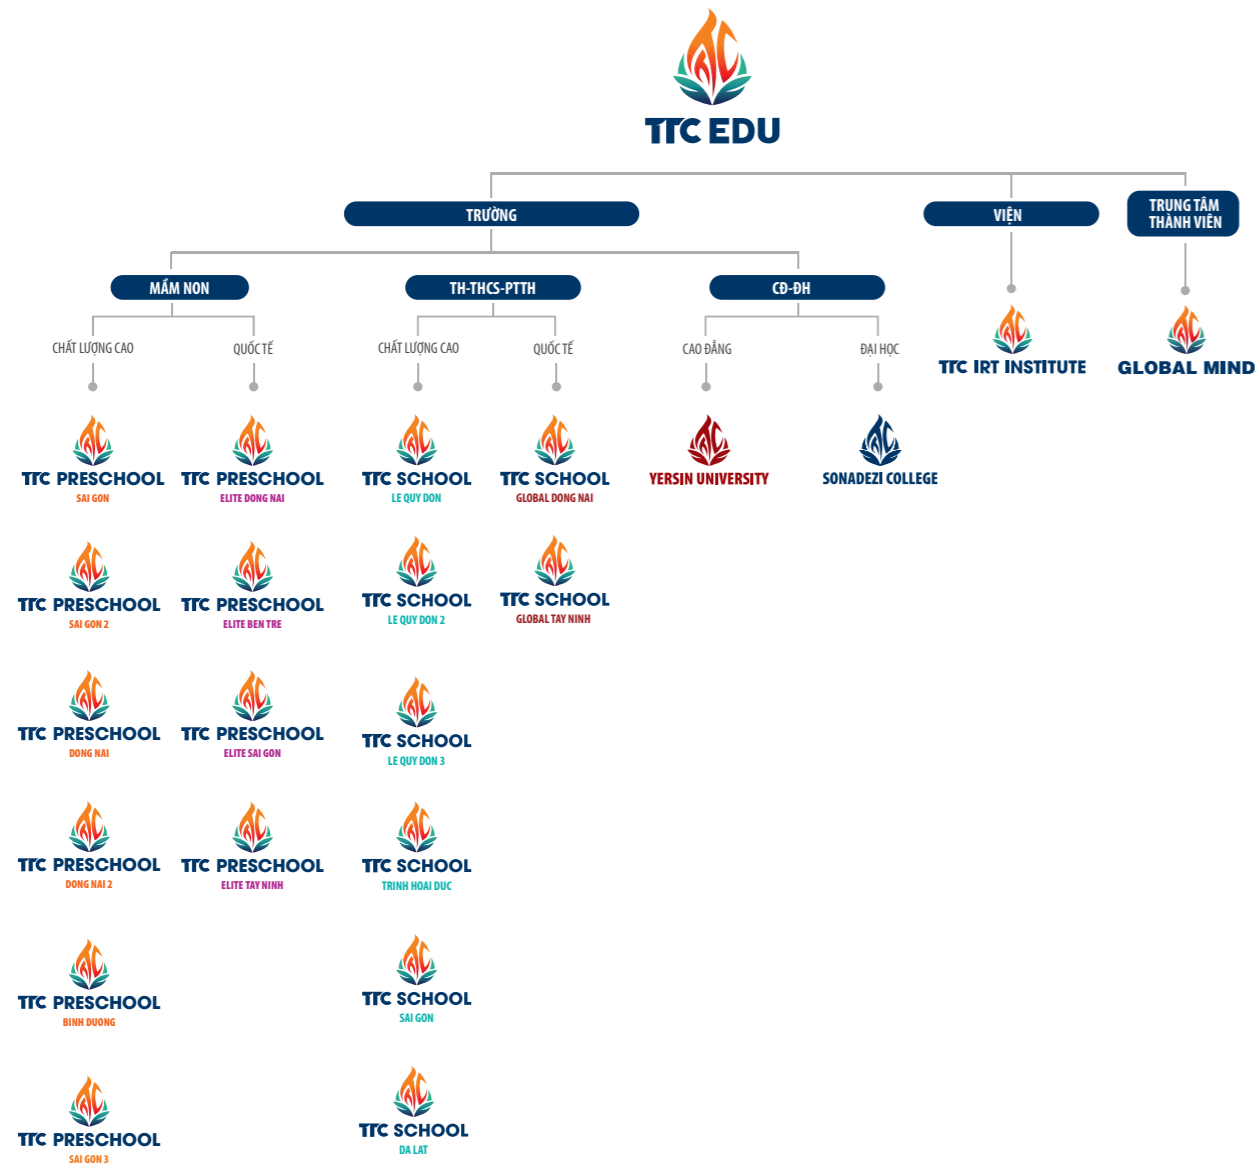 TTC EDU
TRƯỜNG
VIỆN
TRUNG TÂM
THÀNH VIÊN
MẦM NON
TH-THCS-PTTH
CĐ-ĐH
CHẤT LƯỢNG CAO
QUỐC TẾ
CHẤT LƯỢNG CAO
QUỐC TẾ
CAO ĐẲNG
ĐẠI HỌC
TTC IRT INSTITUTE
GLOBAL MIND
TTC PRESCHOOL
SAI GON
TTC PRESCHOOL
ELITE DONG NAI
TTC SCHOOL
LE QUY DON
TTC SCHOOL
GLOBAL DONG NAI
YERSIN UNIVERSITY
SONADEZI COLLEGE
TTC PRESCHOOL
SAI GON 2
TTC PRESCHOOL
ELITE BEN TRE
TTC SCHOOL
LE QUY DON 2
TTC SCHOOL
GLOBAL TAY NINH
TTC PRESCHOOL
DONG NAI
TTC PRESCHOOL
ELITE SAI GON
TTC SCHOOL
LE QUY DON 3
TTC PRESCHOOL
DONG NAI 2
TTC PRESCHOOL
ELITE TAY NINH
TTC SCHOOL
TRINH HOAI DUC
TTC PRESCHOOL
BINH DUONG
TTC SCHOOL
SAI GON
TTC PRESCHOOL
SAI GON 3
TTC SCHOOL
DA LAT